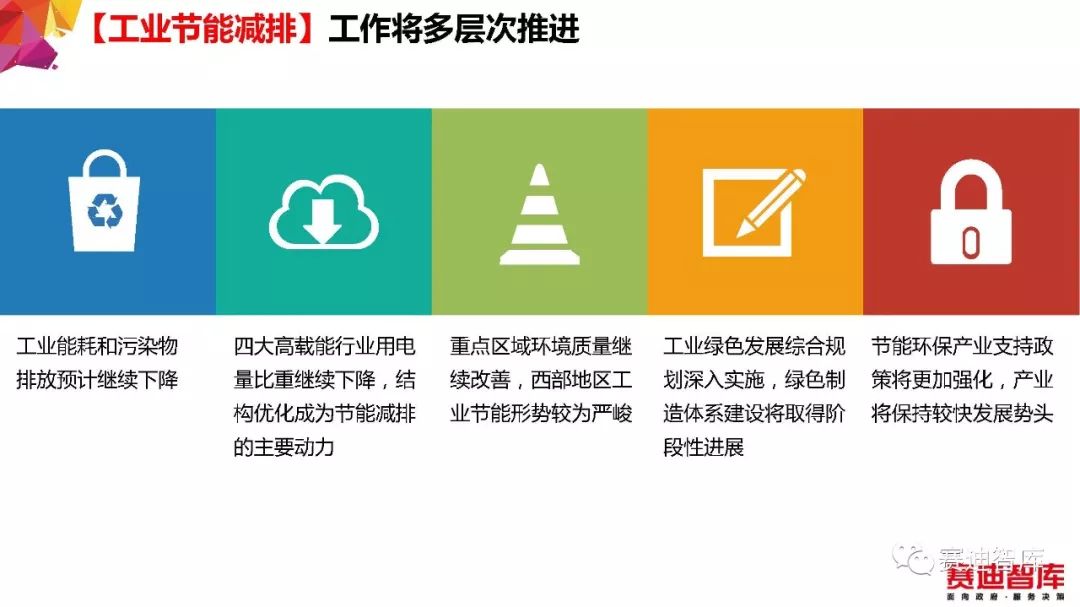 【工业节能减排】工作将多层次推进
工业能耗和污染物
排放预计继续下降
四大高载能行业用电
量比重继续下降，结
构优化成为节能减排
的主要动力
重点区域环境质量继
续改善，西部地区工
业节能形势较为严峻
工业绿色发展综合规
划深入实施，绿色制
造体系建设将取得阶
段性进展
节能环保产业支持政
策将更加强化，产业
将保持较快发展势头
赛迪智库
赛迪智库
面向政府·服务决策